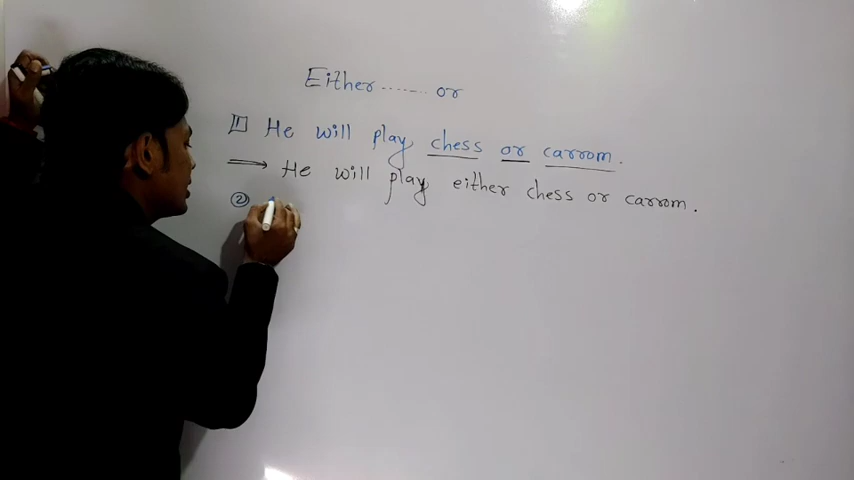 Either ....... or
1 He will play chess or carrom.
⟹ He will play either chess or carrom.
2